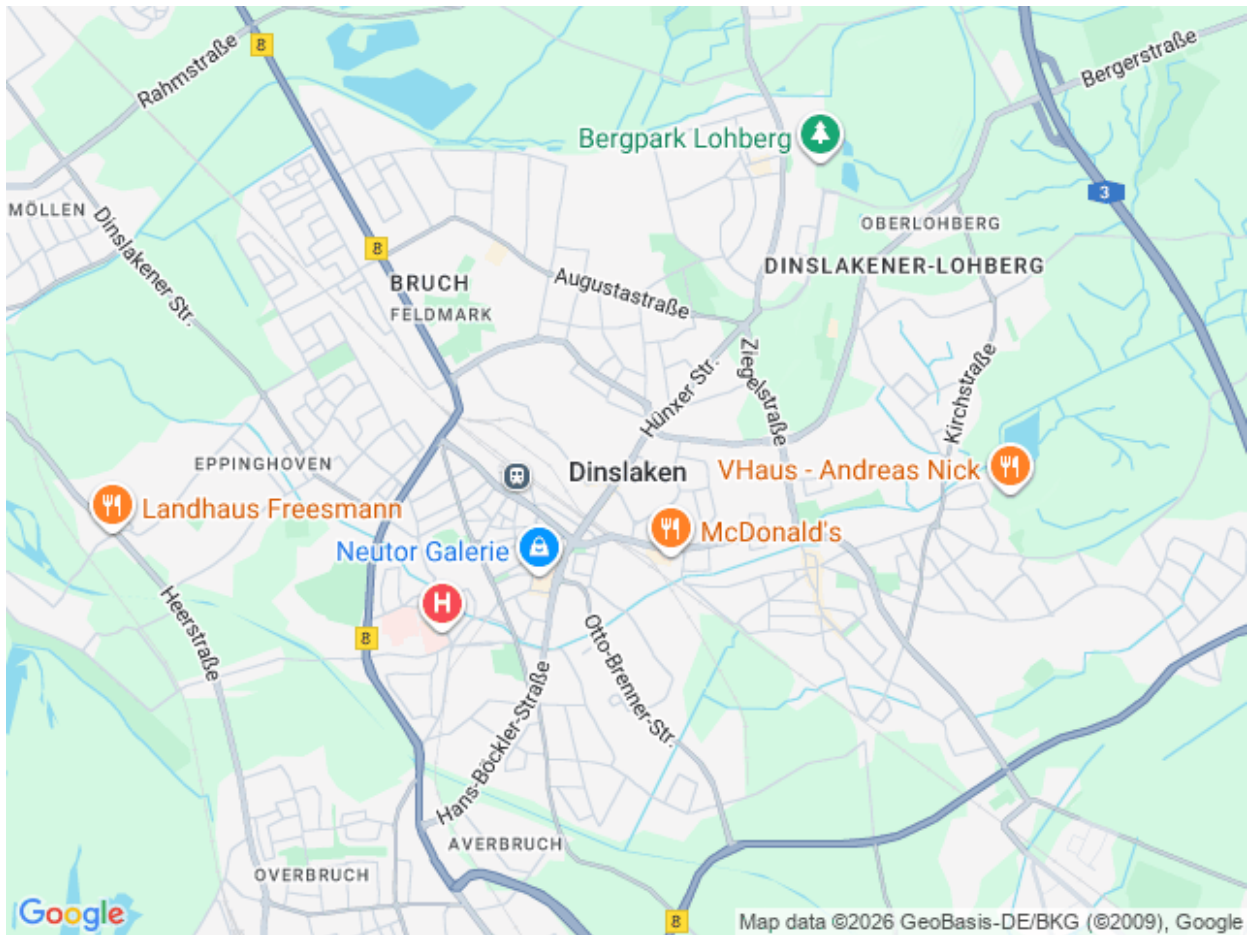 8
Rahmstraße
Bergerstraße
Bergpark Lohberg
3
MÖLLEN
Dinslakener Str.
OBERLOHBERG
8
DINSLAKENER-LOHBERG
BRUCH
FELDMARK
Augustastraße
Ziegelstraße
Hünxer Str.
Kirchstraße
EPPINGHOVEN
Dinslaken
VHaus - Andreas Nick
Landhaus Freesmann
McDonald's
Neutor Galerie
H
Heerstraße
8
Otto-Brenner-Str.
Hans-Böckler-Straße
AVERBRUCH
OVERBRUCH
Google
8
Map data ©2026 GeoBasis-DE/BKG (©2009), Google